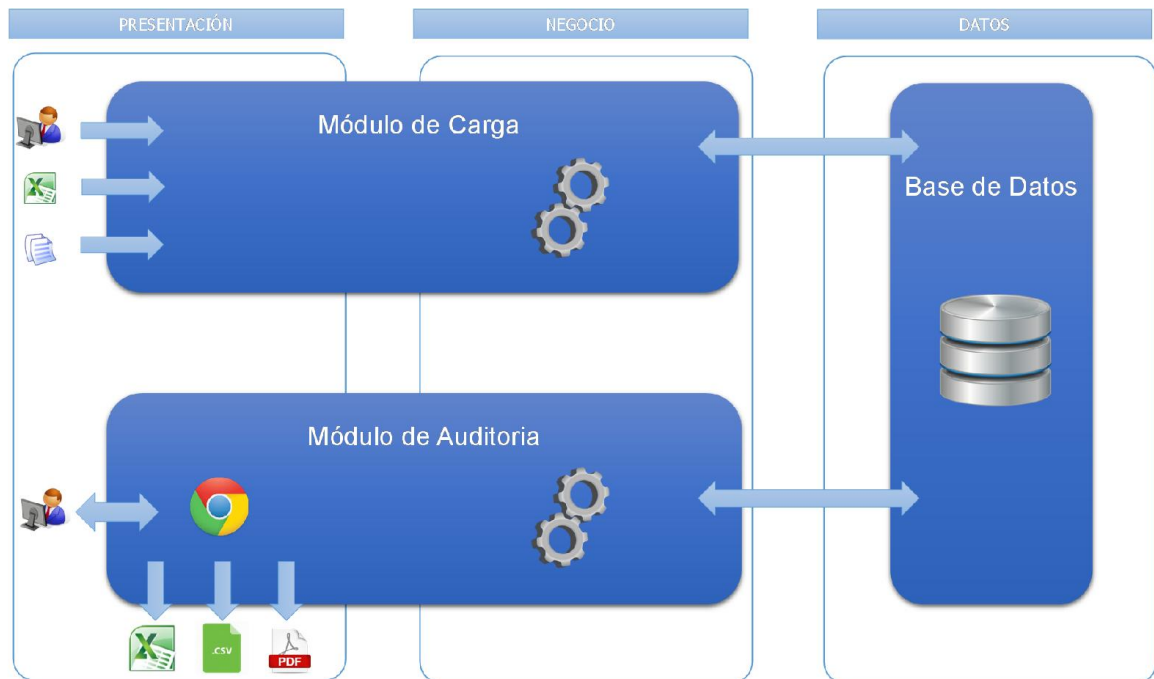 PRESENTACIÓN
NEGOCIO
DATOS
Módulo de Carga
Base de Datos
Módulo de Auditoria
.CSV
PDF